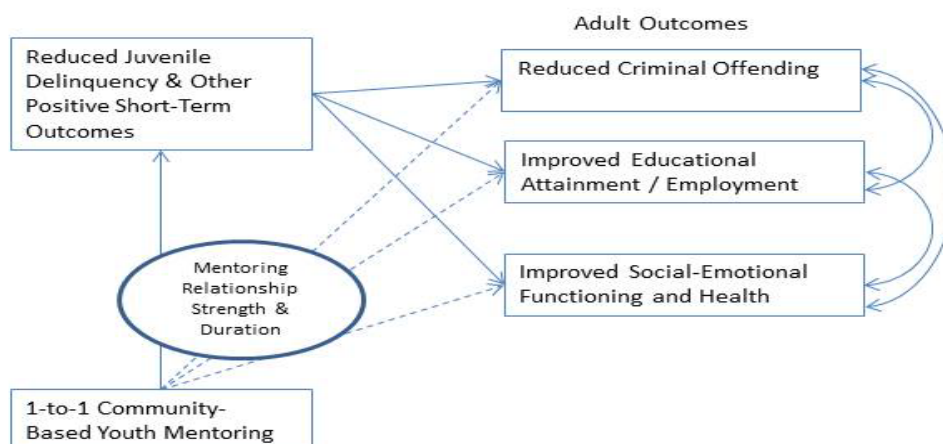 Adult Outcomes
Reduced Juvenile
Delinquency & Other
Positive Short-Term
Outcomes
Reduced Criminal Offending
Improved Educational
Attainment / Employment
Mentoring
Relationship
Strength &
Duration
Improved Social-Emotional
Functioning and Health
1-to-1 Community-
Based Youth Mentoring